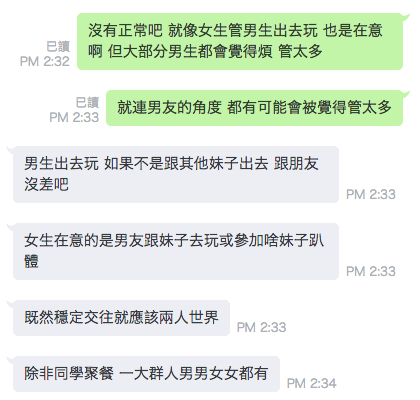 沒有正常吧 就像女生管男生出去玩 也是在意
啊 但大部分男生都會覺得煩 管太多
已讀
PM 2:32
就連男友的角度 都有可能會被覺得管太多
已讀
PM 2:33
男生出去玩 如果不是跟其他妹子出去 跟朋友
沒差吧
PM 2:33
女生在意的是男友跟妹子去玩或參加啥妹子趴
體
PM 2:33
既然穩定交往就應該兩人世界
PM 2:33
除非同學聚餐 一大群人男男女女都有
PM 2:34